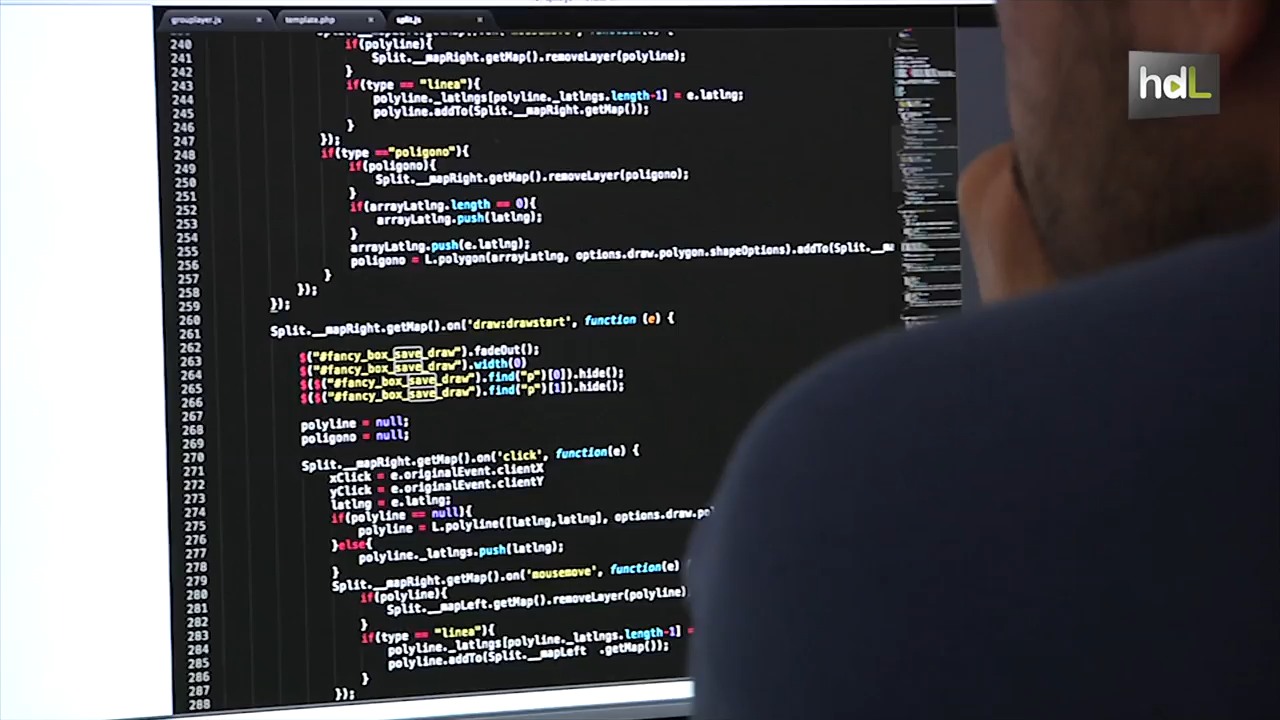 grouplayer.js template.php split.js
hdL
240 if(polyline){
241 Split.__mapRight.getMap().removeLayer(polyline);
242 }
243 if(type == "linea"){
244 polyline._latlngs[polyline._latlngs.length-1] = e.latlng;
245 polyline.addTo(Split.__mapRight.getMap());
246 }
247 });
248 if(type =="poligono"){
249 if(poligono){
250 Split.__mapRight.getMap().removeLayer(poligono);
251 }
252 if(arrayLatlng.length == 0){
253 arrayLatlng.push(latlng);
254 }
255 arrayLatlng.push(e.latlng);
256 poligono = L.polygon(arrayLatlng, options.draw.polygon.shapeOptions).addTo(Split.__ma
257 }
258 });
259 });
260
261 Split.__mapRight.getMap().on('draw:drawstart', function (e) {
262
263 $("#fancy_box_save_draw").fadeOut();
264 $("#fancy_box_save_draw").width(0)
265 $($("#fancy_box_save_draw").find("p")[0]).hide();
266 $($("#fancy_box_save_draw").find("p")[1]).hide();
267
268 polyline = null;
269 poligono = null;
270
271 Split.__mapRight.getMap().on('click', function(e) {
272 xClick = e.originalEvent.clientX
273 yClick = e.originalEvent.clientY
274 latlng = e.latlng;
275 if(polyline == null){
276 polyline = L.polyline([latlng,latlng], options.draw.pol
277 }else{
278 polyline._latlngs.push(latlng);
279 }
280 Split.__mapRight.getMap().on('mousemove', function(e)
281 if(polyline){
282 Split.__mapLeft.getMap().removeLayer(polyline)
283 }
284 if(type == "linea"){
285 polyline._latlngs[polyline._latlngs.length-1] =
286 polyline.addTo(Split.__mapLeft .getMap());
287 }
288 });